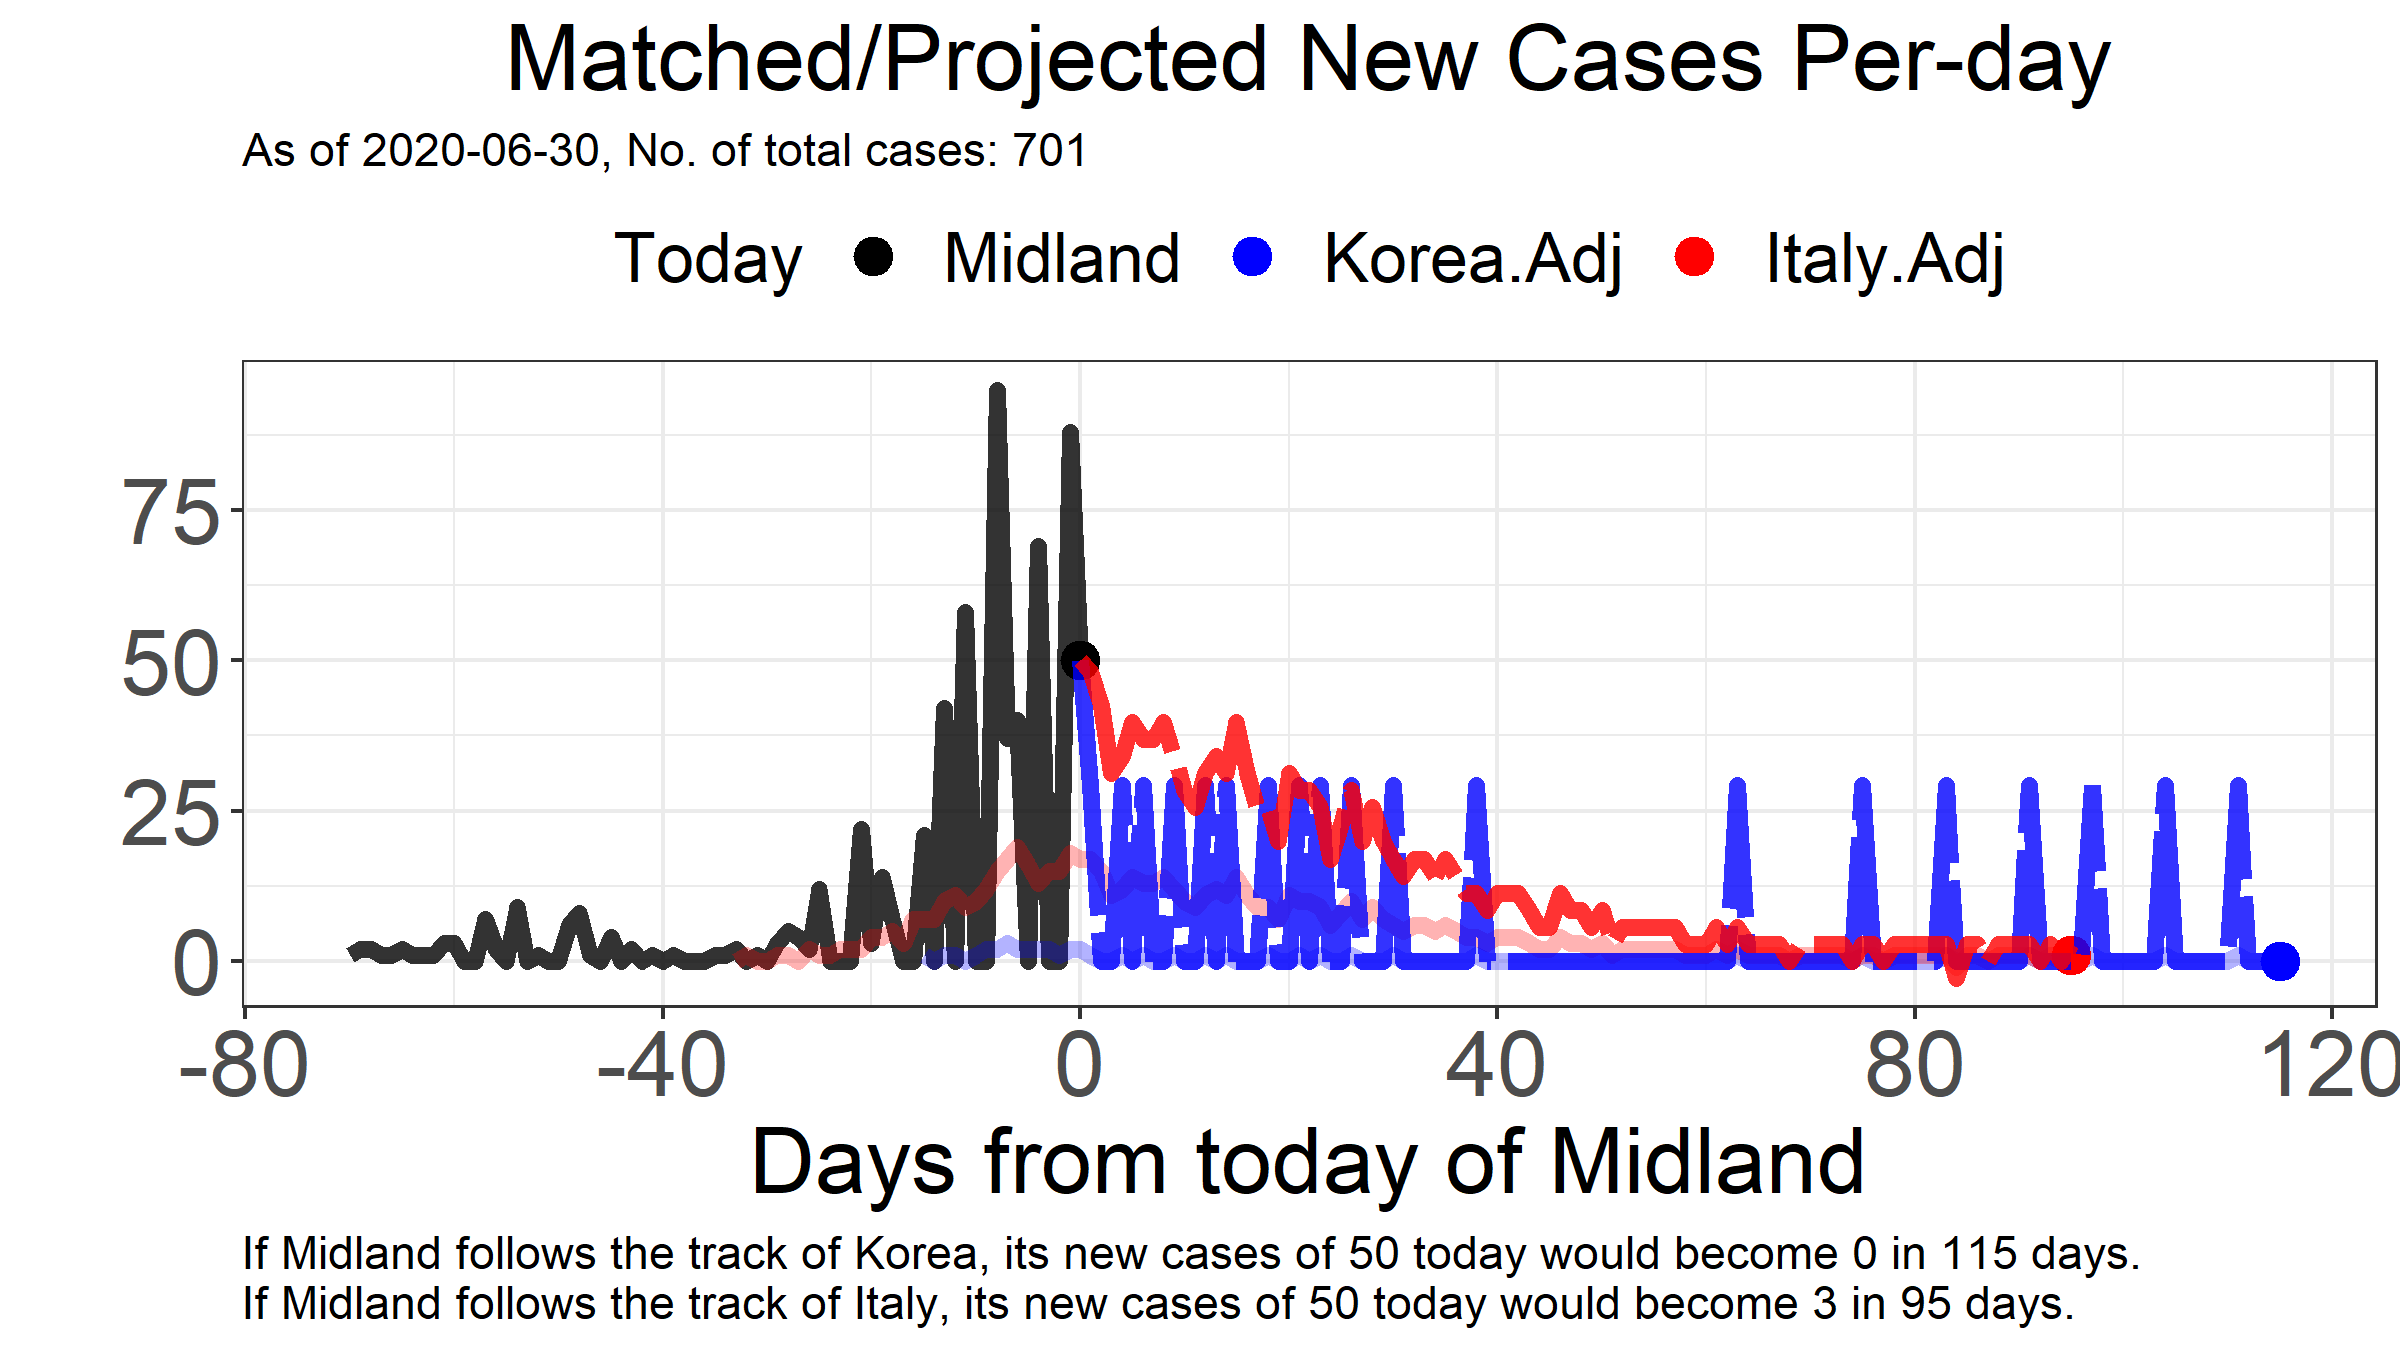 Matched/Projected New Cases Per-day
As of 2020-06-30, No. of total cases: 701
Today Midland Korea.Adj Italy.Adj
75
50
25
0
-80 -40 0 40 80 120
Days from today of Midland
If Midland follows the track of Korea, its new cases of 50 today would become 0 in 115 days.
If Midland follows the track of Italy, its new cases of 50 today would become 3 in 95 days.